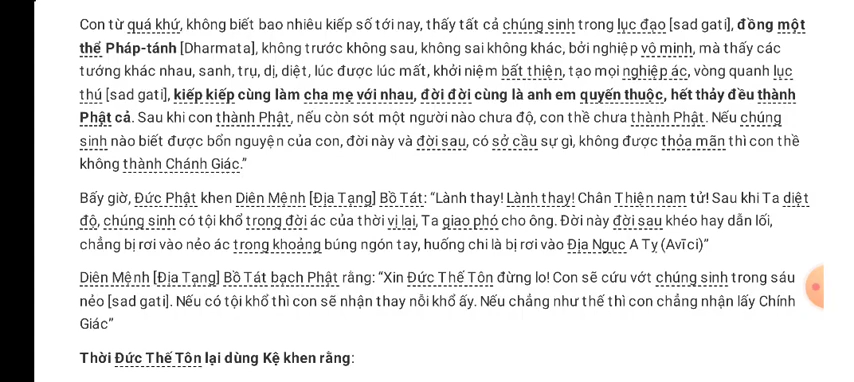 Con từ quá khứ, không biết bao nhiêu kiếp số tới nay, thấy tất cả chúng sinh trong lục đạo [sad gati], đồng một
thể Pháp-tánh [Dharmata], không trước không sau, không sai không khác, bởi nghiệp vô minh, mà thấy các
tướng khác nhau, sanh, trụ, dị, diệt, lúc được lúc mất, khởi niệm bất thiện, tạo mọi nghiệp ác, vòng quanh lục
thú [sad gati], kiếp kiếp cùng làm cha mẹ với nhau, đời đời cùng là anh em quyến thuộc, hết thảy đều thành
Phật cả. Sau khi con thành Phật, nếu còn sót một người nào chưa độ, con thề chưa thành Phật. Nếu chúng
sinh nào biết được bổn nguyện của con, đời này và đời sau, có sở cầu sự gì, không được thỏa mãn thì con thề
không thành Chánh Giác.”
Bấy giờ, Đức Phật khen Diên Mệnh [Địa Tạng] Bồ Tát: “Lành thay! Lành thay! Chân Thiện nam tử! Sau khi Ta diệt
độ, chúng sinh có tội khổ trong đời ác của thời vị lai, Ta giao phó cho ông. Đời này đời sau khéo hay dẫn lối,
chẳng bị rơi vào nẻo ác trong khoảng búng ngón tay, huống chi là bị rơi vào Địa Ngục A Tỳ (Avīci)”
Diên Mệnh [Địa Tạng] Bồ Tát bạch Phật rằng: “Xin Đức Thế Tôn đừng lo! Con sẽ cứu vớt chúng sinh trong sáu
nẻo [sad gati]. Nếu có tội khổ thì con sẽ nhận thay nỗi khổ ấy. Nếu chẳng như thế thì con chẳng nhận lấy Chính
Giác”
Thời Đức Thế Tôn lại dùng Kệ khen rằng: